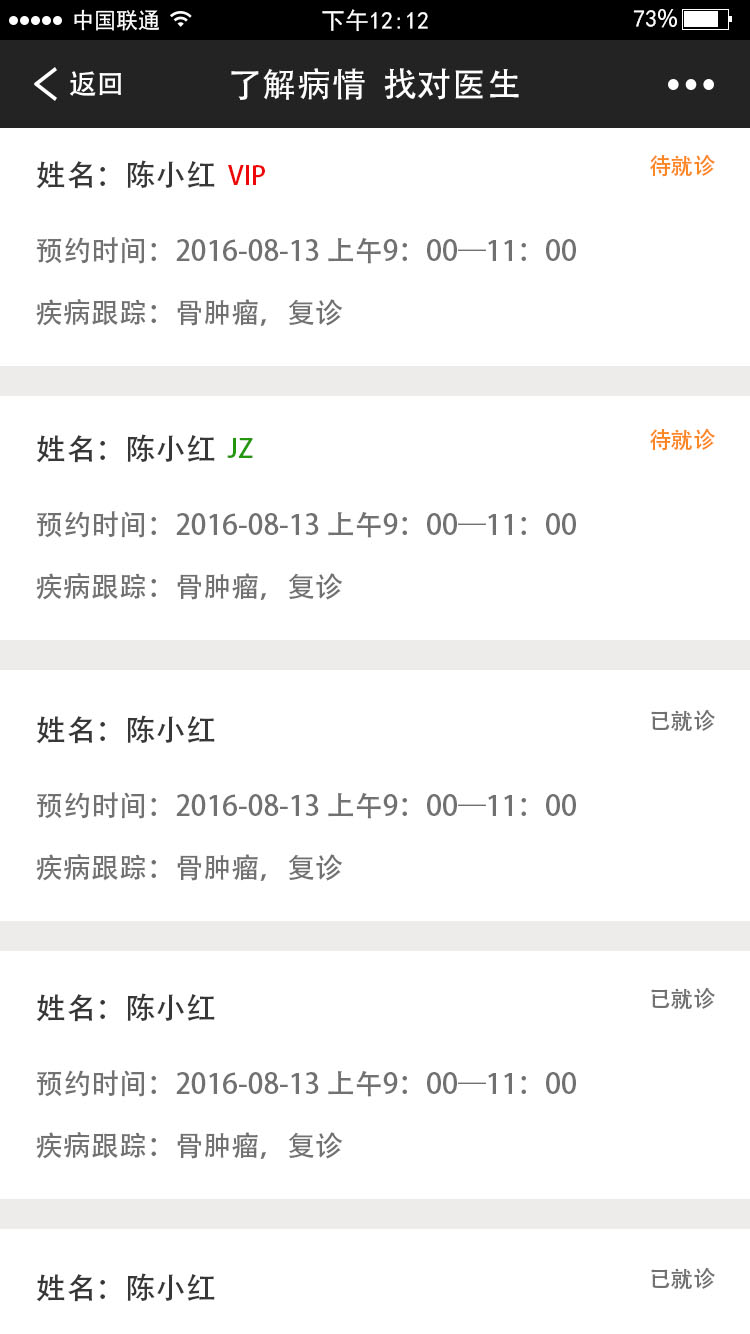 中国联通 下午12:12 73%
返回 了解病情 找对医生
姓名：陈小红 VIP 待就诊
预约时间：2016-08-13 上午9：00—11：00
疾病跟踪：骨肿瘤，复诊
姓名：陈小红 JZ 待就诊
预约时间：2016-08-13 上午9：00—11：00
疾病跟踪：骨肿瘤，复诊
姓名：陈小红 已就诊
预约时间：2016-08-13 上午9：00—11：00
疾病跟踪：骨肿瘤，复诊
姓名：陈小红 已就诊
预约时间：2016-08-13 上午9：00—11：00
疾病跟踪：骨肿瘤，复诊
姓名：陈小红 已就诊